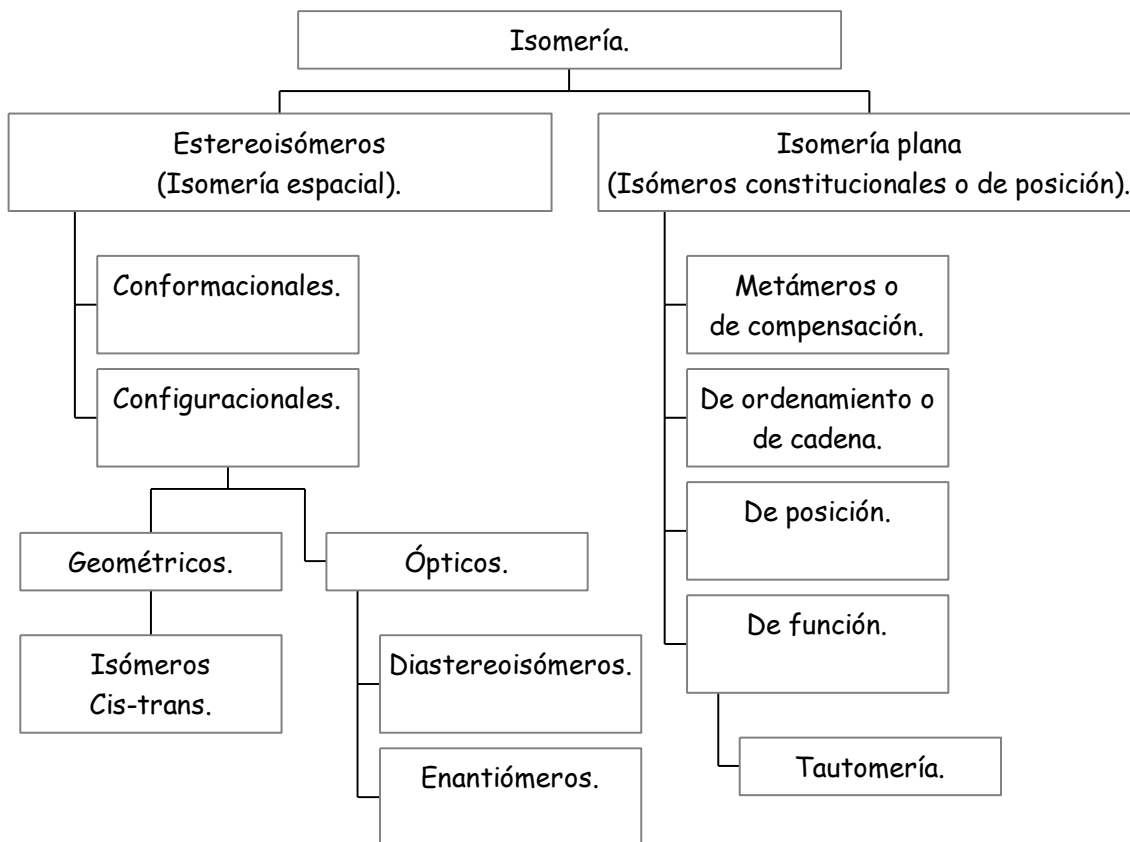 Isomería.
Estereoisómeros
(Isomería espacial).
Isomería plana
(Isómeros constitucionales o de posición).
Conformacionales.
Configuracionales.
Geométricos.
Isómeros
Cis-trans.
Ópticos.
Diastereoisómeros.
Enantiómeros.
Metámeros o
de compensación.
De ordenamiento o
de cadena.
De posición.
De función.
Tautomería.